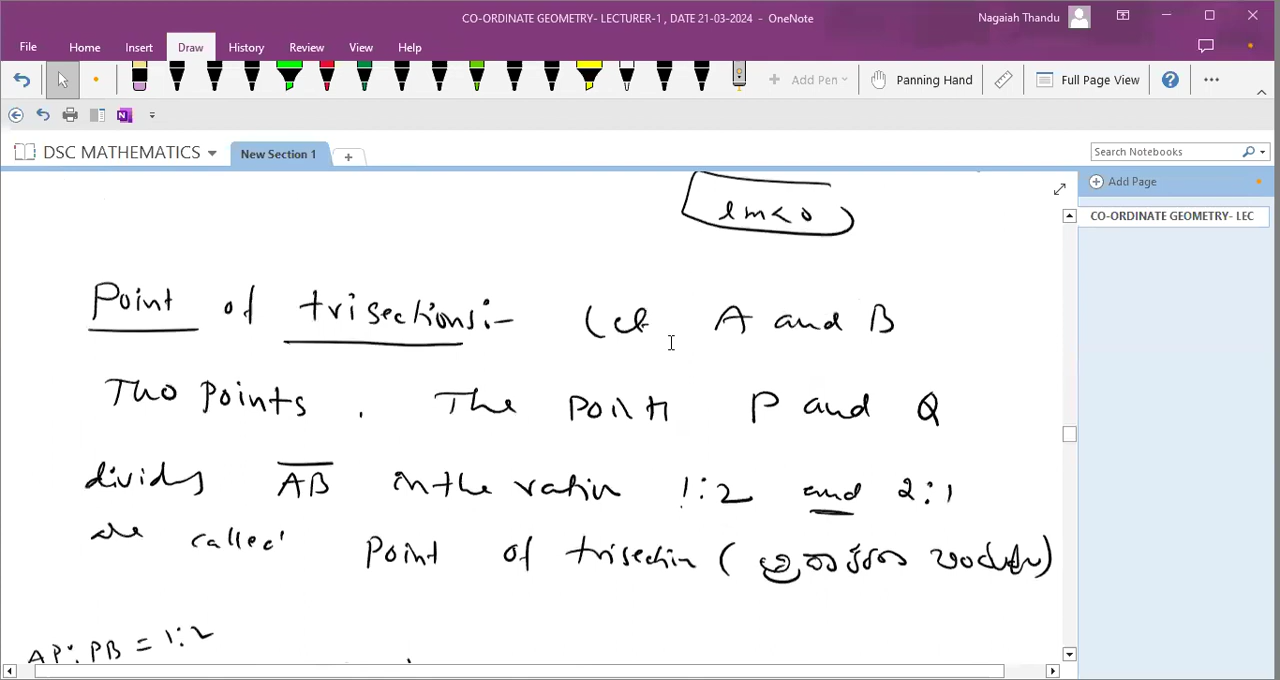 CO-ORDINATE GEOMETRY- LECTURER-1 , DATE 21-03-2024 - OneNote
Nagaiah Thandu
File Home Insert Draw History Review View Help
Add Pen Panning Hand Full Page View
DSC MATHEMATICS New Section 1
Search Notebooks
Add Page
CO-ORDINATE GEOMETRY- LEC
lm<0
Point of trisections:- Let A and B
Two points . The points P and Q
divides AB in the ratio 1:2 and 2:1
are called Point of trisection (
AP:PB = 1:2